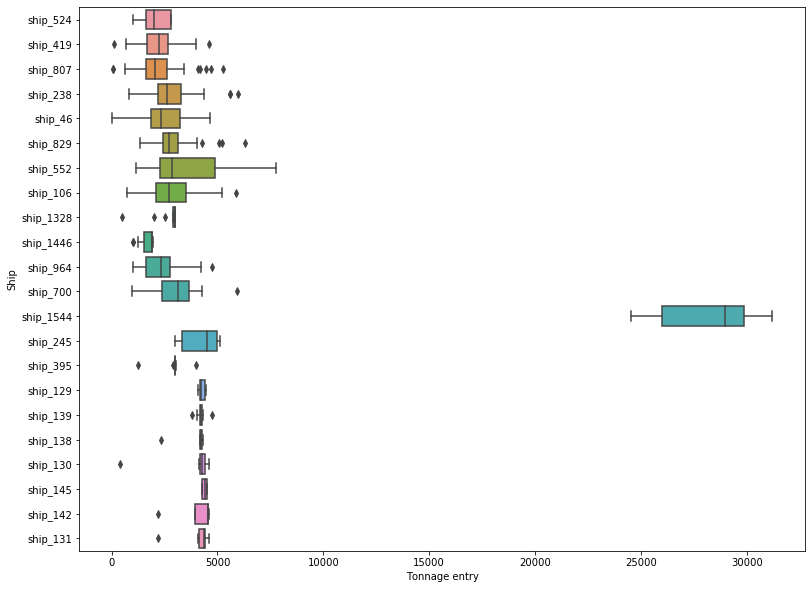 ship_524
ship_419
ship_807
ship_238
ship_46
ship_829
ship_552
ship_106
ship_1328
ship_1446
ship_964
ship_700
ship_1544
ship_245
ship_395
ship_129
ship_139
ship_138
ship_130
ship_145
ship_142
ship_131
Ship
0 5000 10000 15000 20000 25000 30000
Tonnage entry